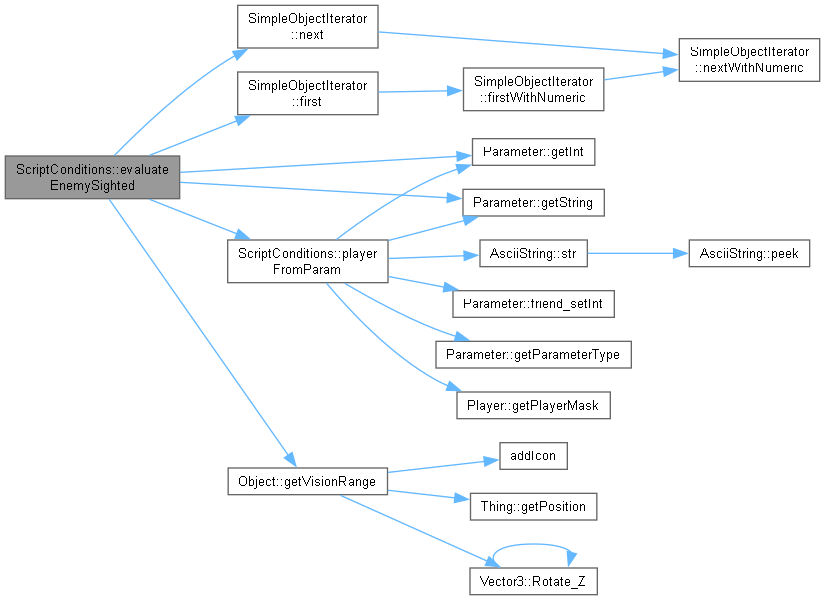 SimpleObjectIterator
::next
SimpleObjectIterator
::nextWithNumeric
SimpleObjectIterator
::first
SimpleObjectIterator
::firstWithNumeric
ScriptConditions::evaluate
EnemySighted
Parameter::getInt
Parameter::getString
ScriptConditions::player
FromParam
AsciiString::str
AsciiString::peek
Parameter::friend_setInt
Parameter::getParameterType
Player::getPlayerMask
Object::getVisionRange
addIcon
Thing::getPosition
Vector3::Rotate_Z